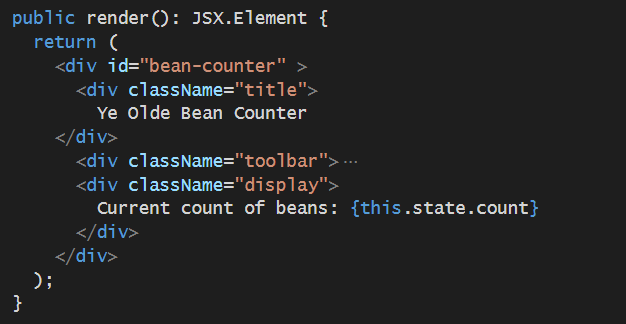 public render(): JSX.Element {
  return (
    <div id="bean-counter" >
      <div className="title">
        Ye Olde Bean Counter
    </div>
      <div className="toolbar">···
      <div className="display">
        Current count of beans: {this.state.count}
      </div>
    </div>
  );
}